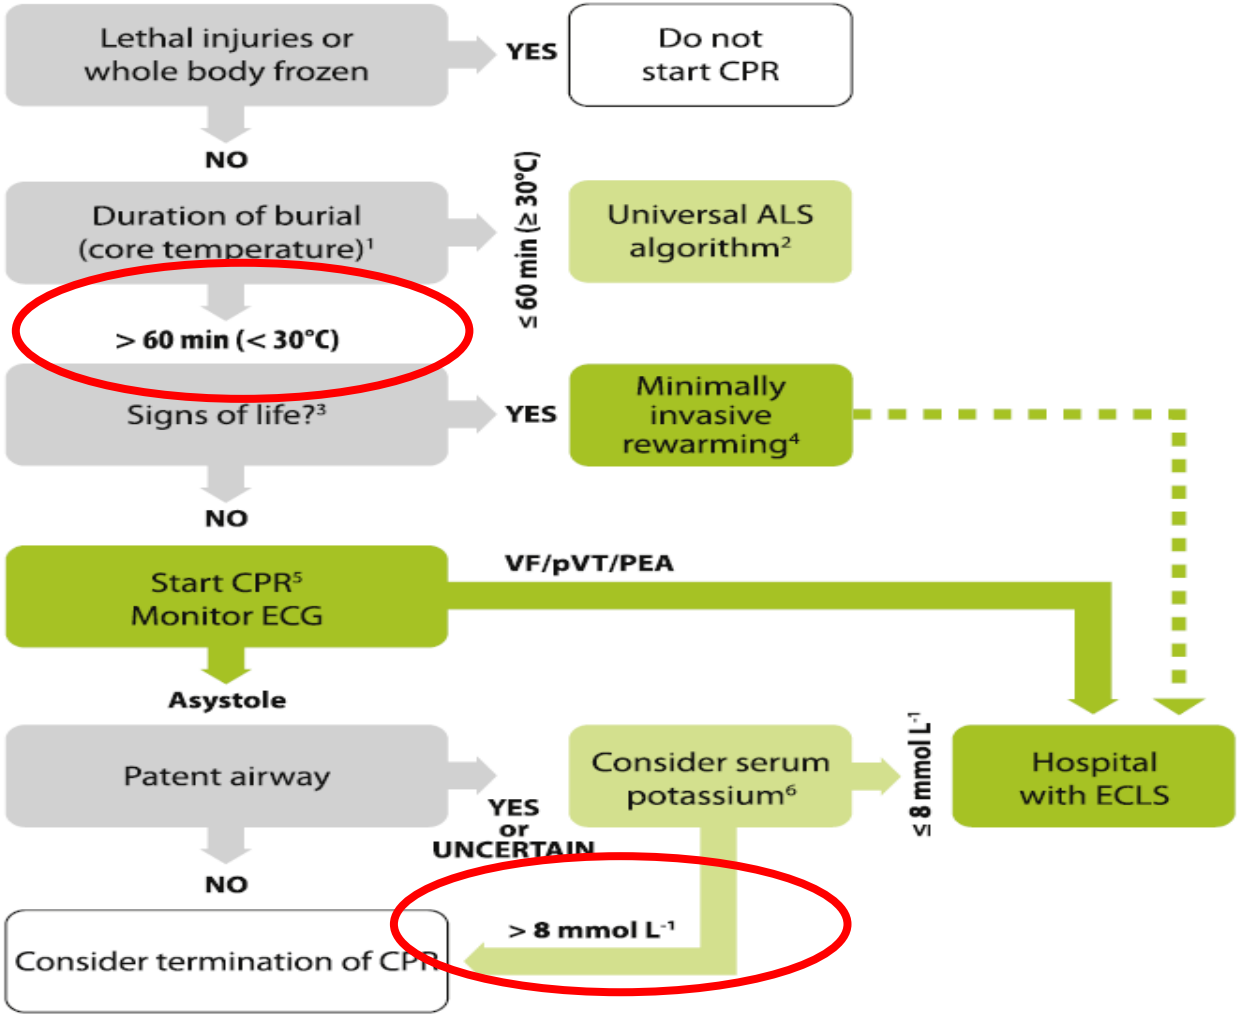 Lethal injuries or
whole body frozen
YES
Do not
start CPR
NO
Duration of burial
(core temperature)¹
≤ 60 min (≥ 30°C)
Universal ALS
algorithm²
> 60 min (< 30°C)
Signs of life?³
YES
Minimally
invasive
rewarming⁴
NO
Start CPR⁵
Monitor ECG
VF/pVT/PEA
Asystole
Patent airway
YES
or
UNCERTAIN
Consider serum
potassium⁶
≤ 8 mmol L⁻¹
Hospital
with ECLS
NO
> 8 mmol L⁻¹
Consider termination of CPR